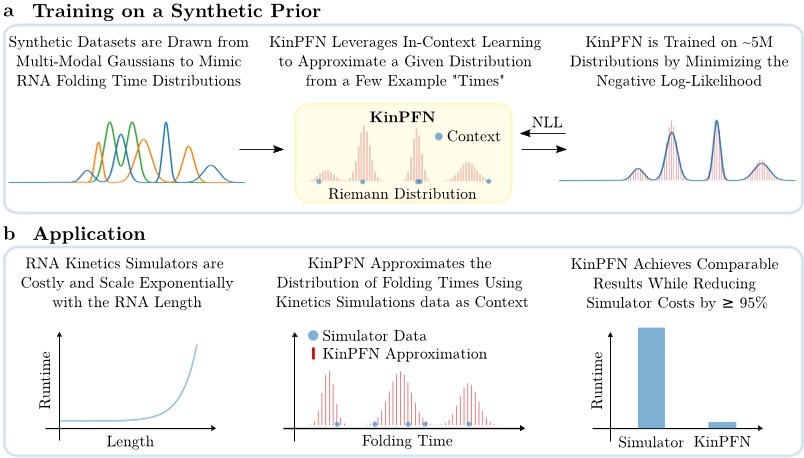 a Training on a Synthetic Prior
Synthetic Datasets are Drawn from
Multi-Modal Gaussians to Mimic
RNA Folding Time Distributions
KinPFN Leverages In-Context Learning
to Approximate a Given Distribution
from a Few Example "Times"
KinPFN
Context
Riemann Distribution
NLL
KinPFN is Trained on ~5M
Distributions by Minimizing the
Negative Log-Likelihood
b Application
RNA Kinetics Simulators are
Costly and Scale Exponentially
with the RNA Length
Runtime
Length
KinPFN Approximates the
Distribution of Folding Times Using
Kinetics Simulations data as Context
Simulator Data
KinPFN Approximation
Folding Time
KinPFN Achieves Comparable
Results While Reducing
Simulator Costs by ≥ 95%
Runtime
Simulator KinPFN